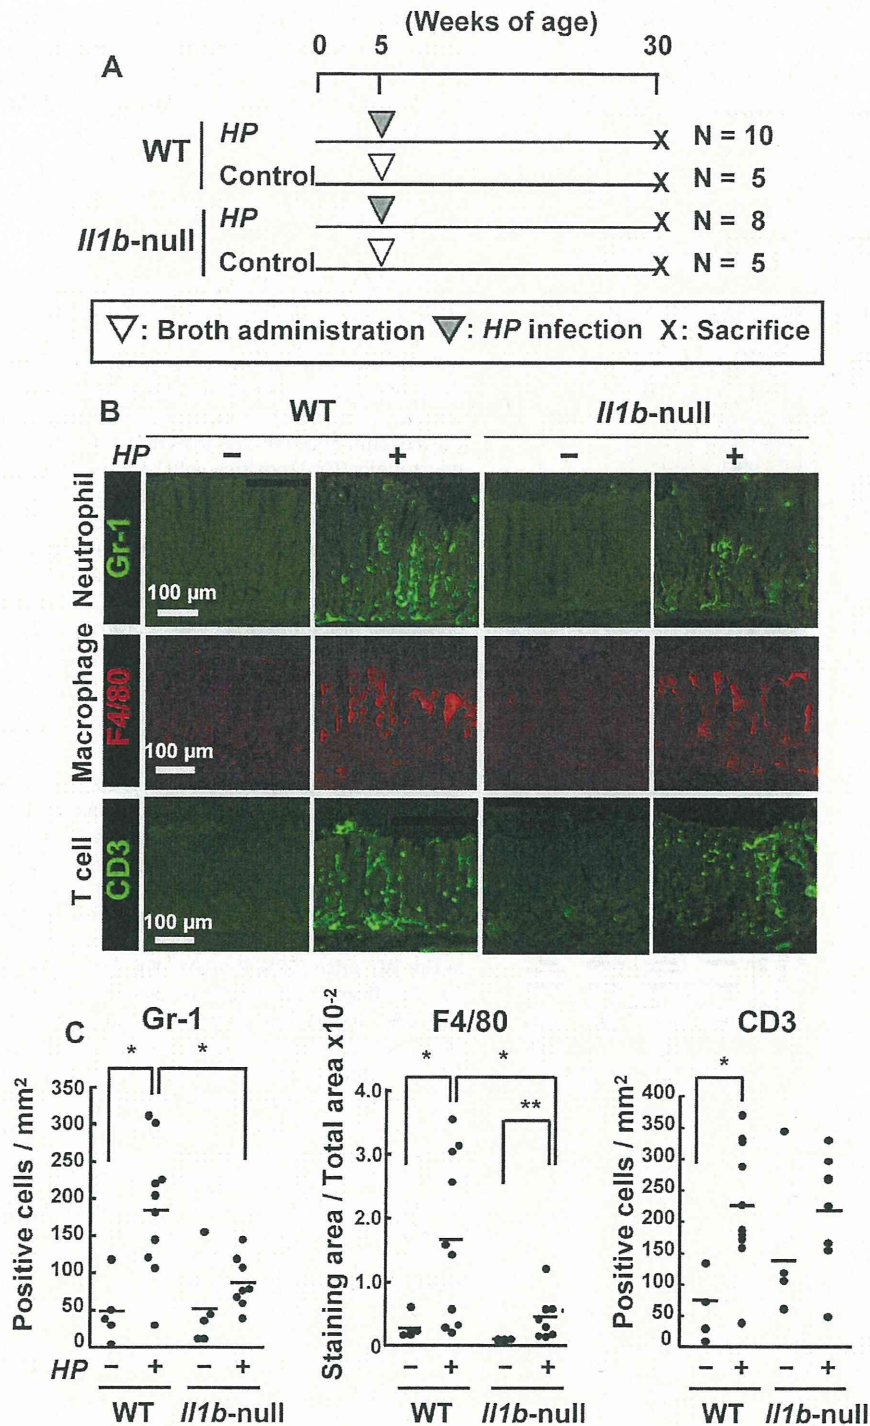 (Weeks of age)
0 5 30
A
WT
HP N = 10
Control X N = 5
Il1b-null
HP X N = 8
Control X N = 5
▽: Broth administration ▼: HP infection X: Sacrifice
B WT Il1b-null
HP − + − +
Neutrophil
Gr-1
100 µm
Macrophage
F4/80
100 µm
T cell
CD3
100 µm
C
Gr-1
* *
Positive cells / mm²
350
300
250
200
150
100
50
0
HP − + − +
WT Il1b-null
F4/80
* *
**
Staining area / Total area x10⁻²
4.0
3.0
2.0
1.0
0
− + − +
WT Il1b-null
CD3
*
Positive cells / mm²
400
350
300
250
200
150
100
50
0
− + − +
WT Il1b-null